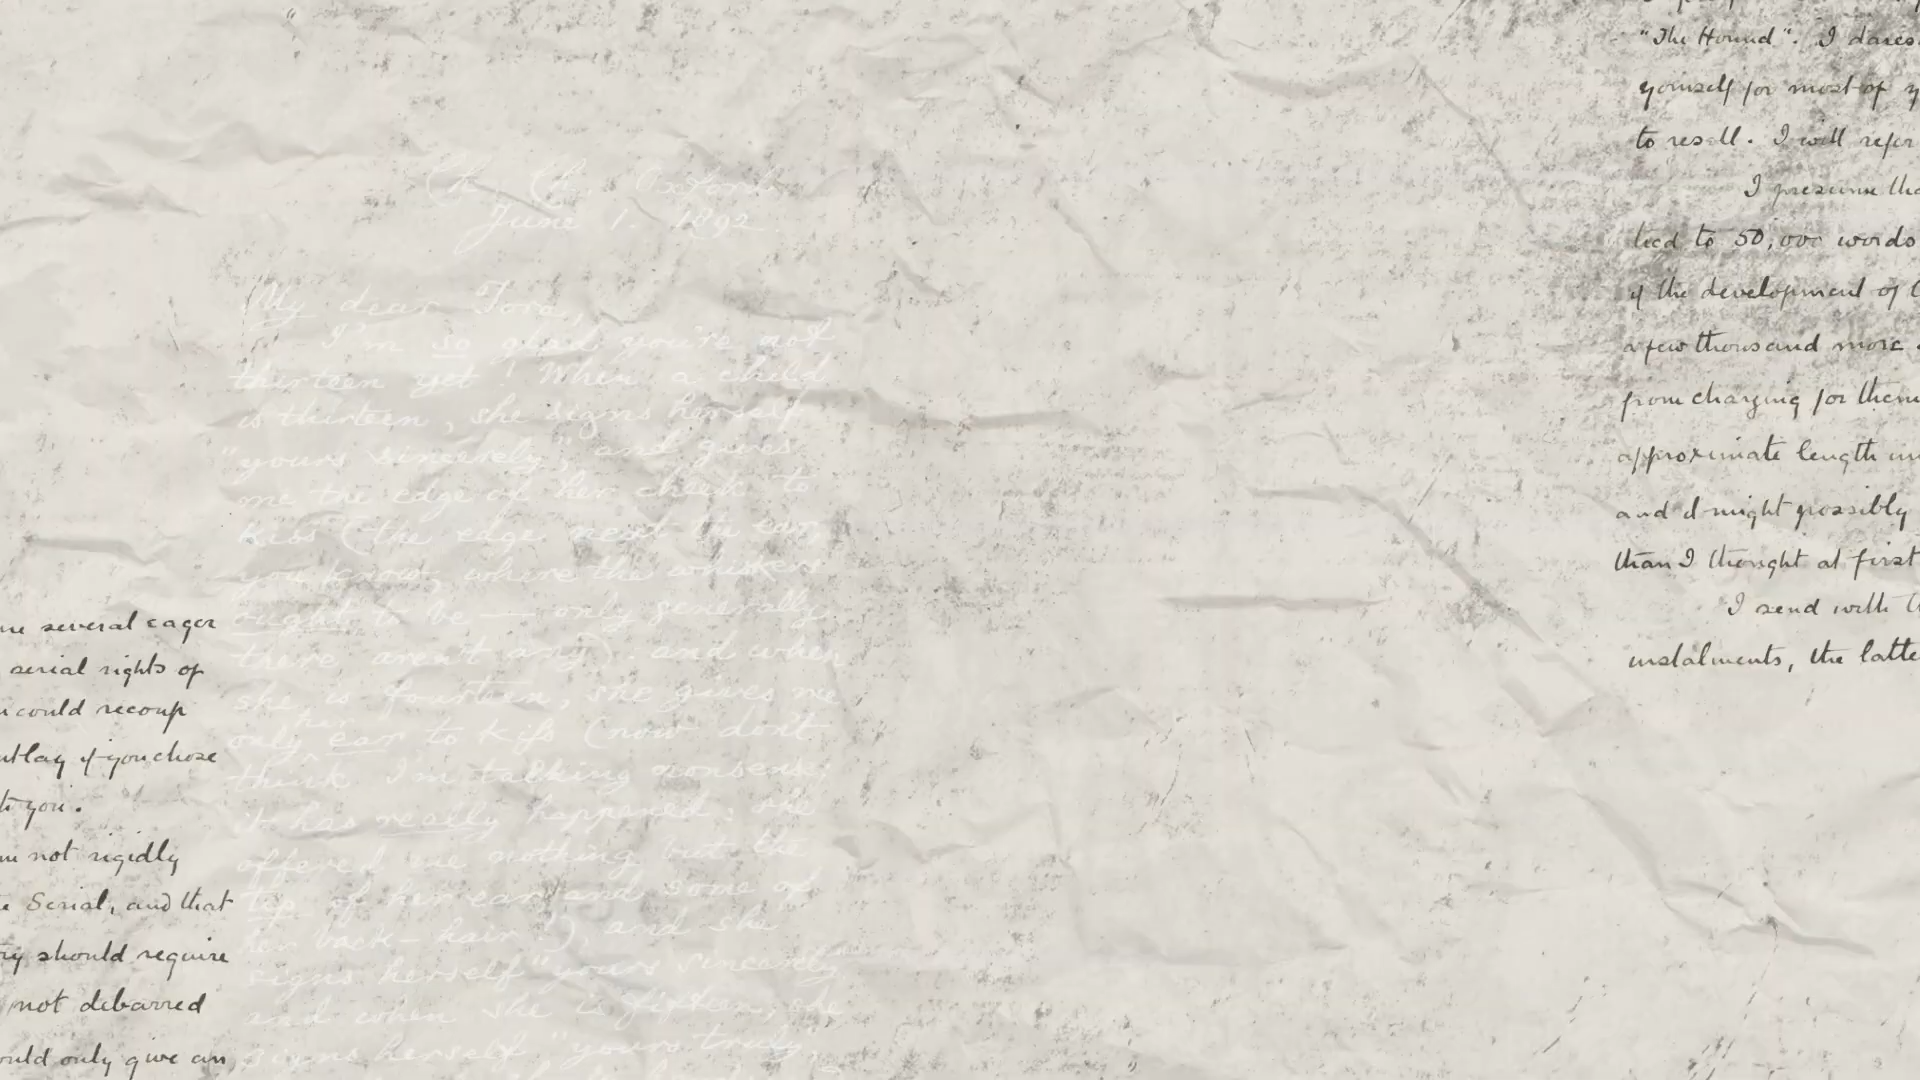 "The Hound". I dares
yourself for most of y
to resell. I will refer
I presume tha
tied to 50,000 words
of the development of t
a few thousand more
from charging for them
approximate length in
and it might possibly
than I thought at first
I send with t
instalments, the latte
several eager
serial rights of
could recoup
utlay if you chose
you.
not rigidly
Serial, and that
should require
not debarred
ould only give an
Ch. Ch. Oxford
June 1. 1892
My dear
I'm so glad you're not
thirteen yet! When a child
is thirteen, she signs herself
"yours sincerely", and gives
me the edge of her cheek to
kiss (the edge next the ear,
you know, where the whiskers
ought to be — only generally
there aren't any), and when
she is fourteen, she gives me
only her ear to kiss (now don't
think I'm talking nonsense:
it has really happened: she
offered me nothing but the
tip of her ear and some of
her back-hair!), and she
signs herself "yours sincerely
and when she is fifteen, she
signs herself "yours truly,